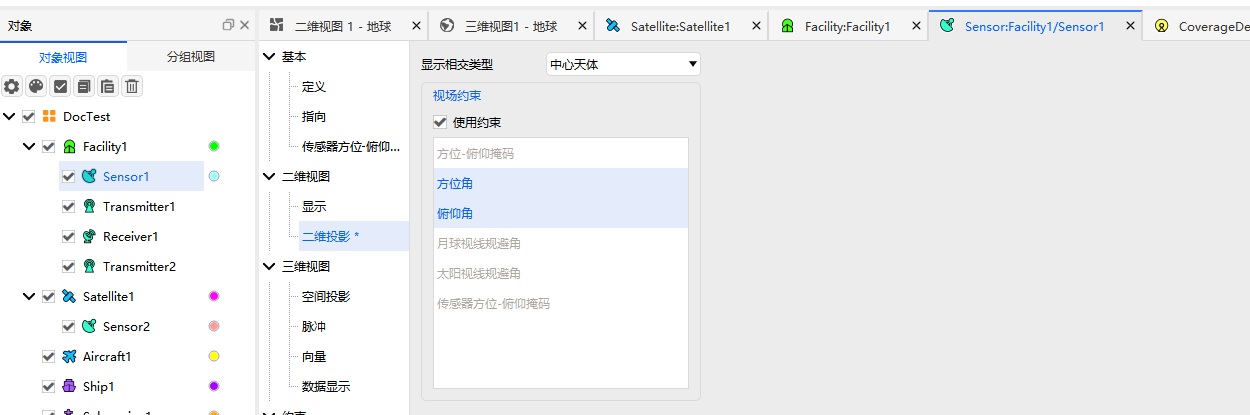 对象
对象视图
分组视图
DocTest
Facility1
Sensor1
Transmitter1
Receiver1
Transmitter2
Satellite1
Sensor2
Aircraft1
Ship1
二维视图 1 - 地球
三维视图1 - 地球
Satellite:Satellite1
Facility:Facility1
Sensor:Facility1/Sensor1
CoverageDe
基本
定义
指向
传感器方位-俯仰...
二维视图
显示
二维投影 *
三维视图
空间投影
脉冲
向量
数据显示
显示相交类型
中心天体
视场约束
使用约束
方位-俯仰掩码
方位角
俯仰角
月球视线规避角
太阳视线规避角
传感器方位-俯仰掩码